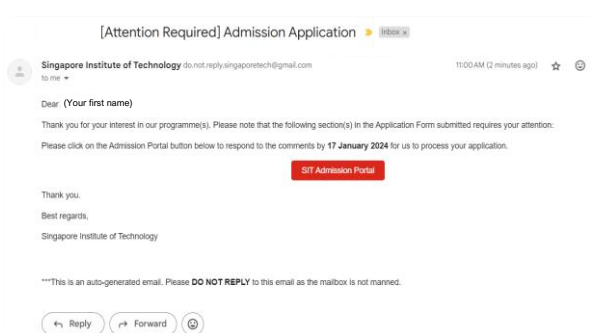 [Attention Required] Admission Application Inbox x
Singapore Institute of Technology do.not.reply.singaporetech@gmail.com 11:00 AM (2 minutes ago)
to me
Dear (Your first name)
Thank you for your interest in our programme(s). Please note that the following section(s) in the Application Form submitted requires your attention:
Please click on the Admission Portal button below to respond to the comments by 17 January 2024 for us to process your application.
SIT Admission Portal
Thank you.
Best regards,
Singapore Institute of Technology
***This is an auto-generated email. Please DO NOT REPLY to this email as the mailbox is not manned.
Reply Forward